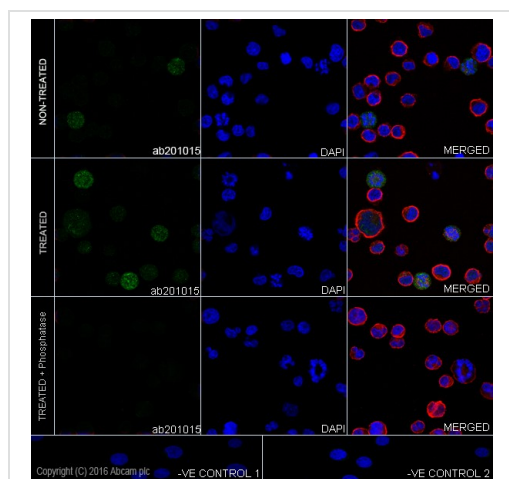 NON-TREATED
ab201015
DAPI
MERGED
TREATED
ab201015
DAPI
MERGED
TREATED + Phosphatase
ab201015
DAPI
MERGED
Copyright (C) 2016 Abcam plc
-VE CONTROL 1
-VE CONTROL 2